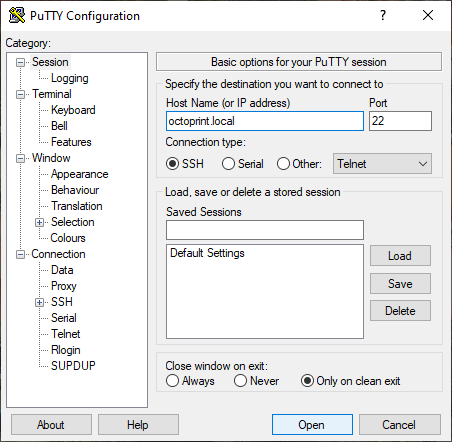 PuTTY Configuration
?
Category:
Session
Logging
Terminal
Keyboard
Bell
Features
Window
Appearance
Behaviour
Translation
Selection
Colours
Connection
Data
Proxy
SSH
Serial
Telnet
Rlogin
SUPDUP
Basic options for your PuTTY session
Specify the destination you want to connect to
Host Name (or IP address) Port
octoprint.local 22
Connection type:
SSH Serial Other: Telnet
Load, save or delete a stored session
Saved Sessions
Default Settings
Load
Save
Delete
Close window on exit:
Always Never Only on clean exit
About Help Open Cancel